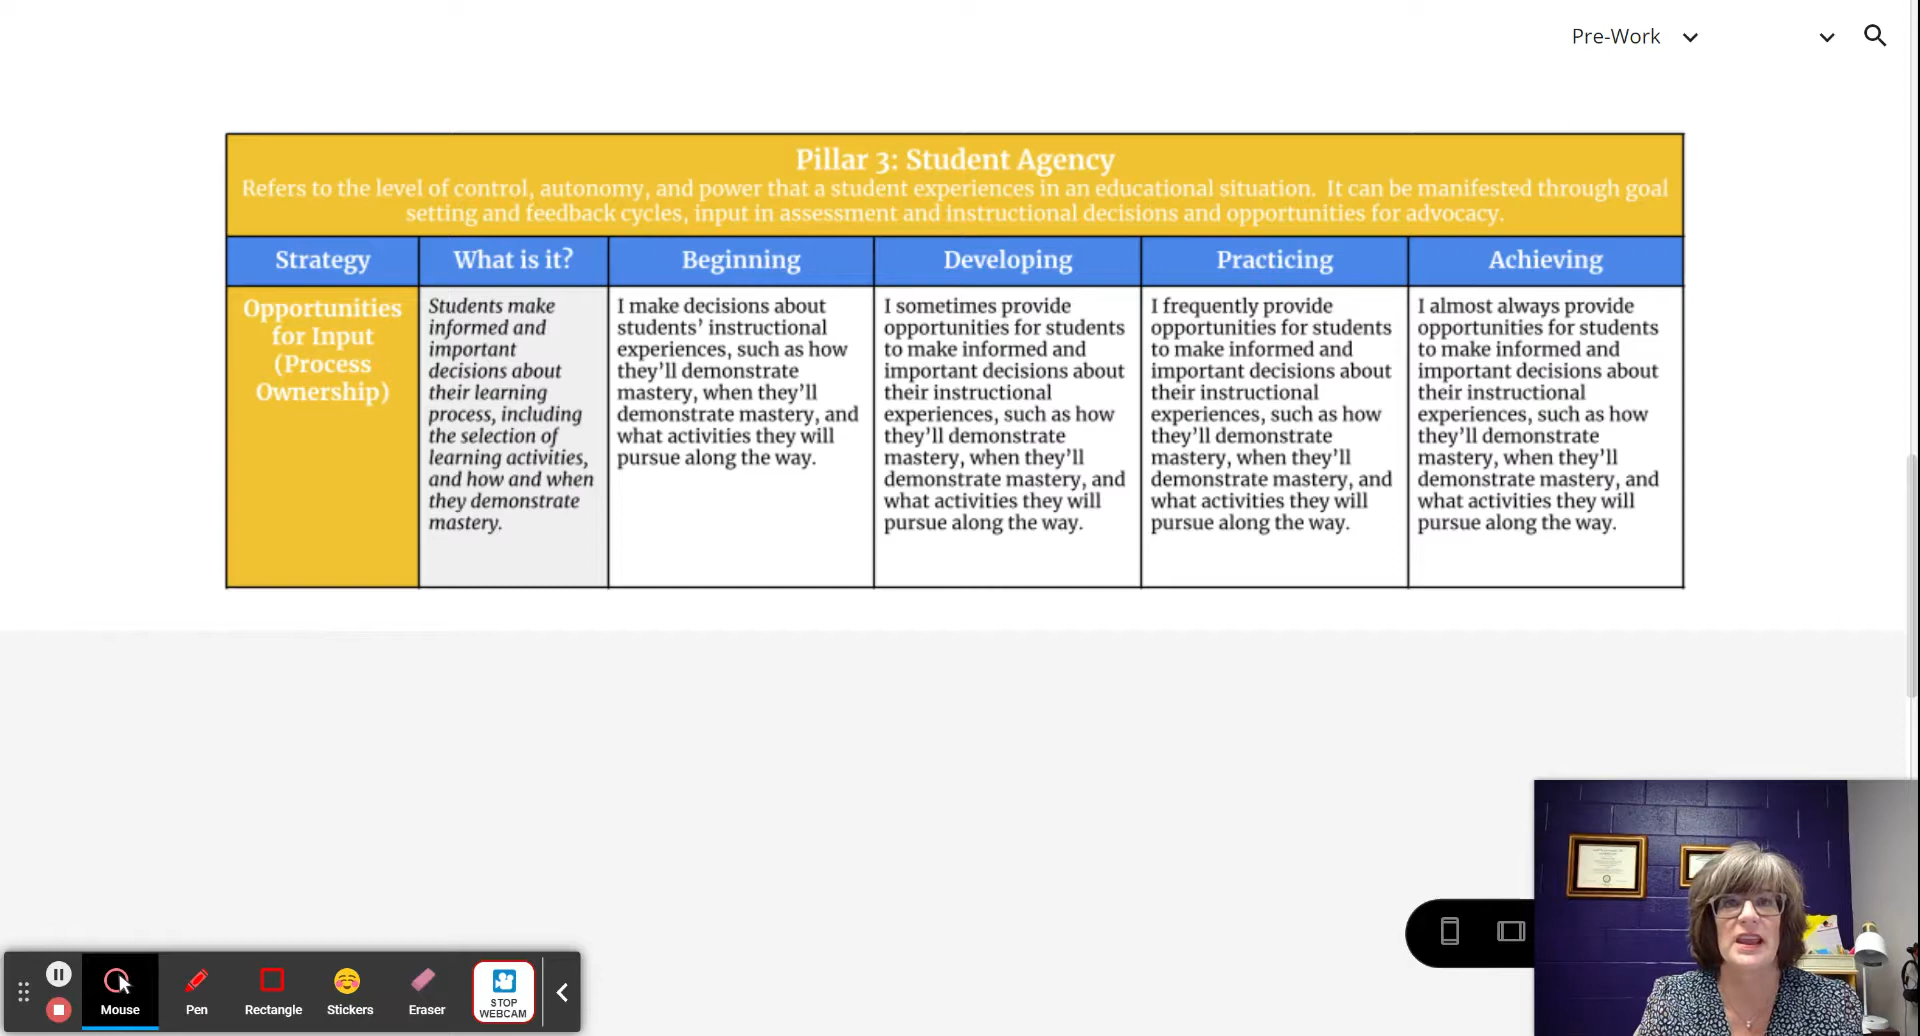 Pre-Work
Pillar 3: Student Agency
Refers to the level of control, autonomy, and power that a student experiences in an educational situation. It can be manifested through goal
setting and feedback cycles, input in assessment and instructional decisions and opportunities for advocacy.
Strategy
What is it?
Beginning
Developing
Practicing
Achieving
Opportunities
for Input
(Process
Ownership)
Students make
informed and
important
decisions about
their learning
process, including
the selection of
learning activities,
and how and when
they demonstrate
mastery.
I make decisions about
students' instructional
experiences, such as how
they'll demonstrate
mastery, when they'll
demonstrate mastery, and
what activities they will
pursue along the way.
I sometimes provide
opportunities for students
to make informed and
important decisions about
their instructional
experiences, such as how
they'll demonstrate
mastery, when they'll
demonstrate mastery, and
what activities they will
pursue along the way.
I frequently provide
opportunities for students
to make informed and
important decisions about
their instructional
experiences, such as how
they'll demonstrate
mastery, when they'll
demonstrate mastery, and
what activities they will
pursue along the way.
I almost always provide
opportunities for students
to make informed and
important decisions about
their instructional
experiences, such as how
they'll demonstrate
mastery, when they'll
demonstrate mastery, and
what activities they will
pursue along the way.
Mouse
Pen
Rectangle
Stickers
Eraser
STOP
WEBCAM